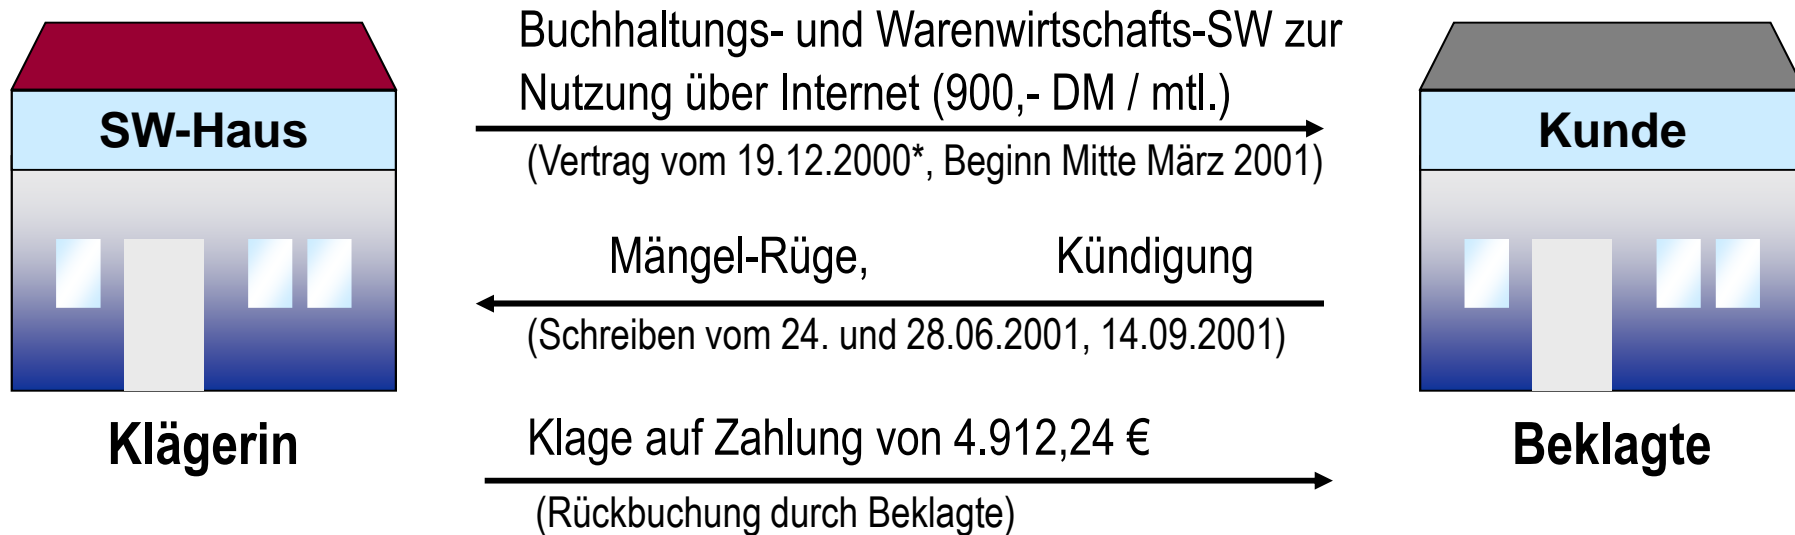 Buchhaltungs- und Warenwirtschafts-SW zur
Nutzung über Internet (900,- DM / mtl.)
SW-Haus
Kunde
(Vertrag vom 19.12.2000*, Beginn Mitte März 2001)
Mängel-Rüge, Kündigung
(Schreiben vom 24. und 28.06.2001, 14.09.2001)
Klägerin
Klage auf Zahlung von 4.912,24 €
Beklagte
(Rückbuchung durch Beklagte)